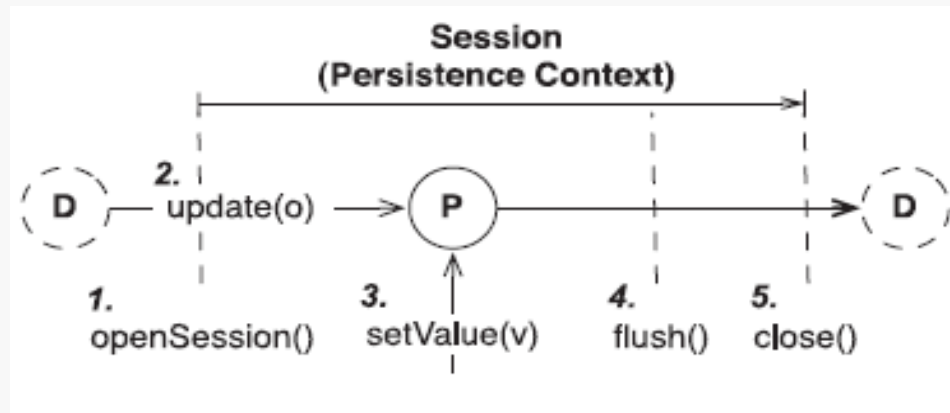 Session
(Persistence Context)
2.
D update(o) P D
1. 3. 4. 5.
openSession() setValue(v) flush() close()